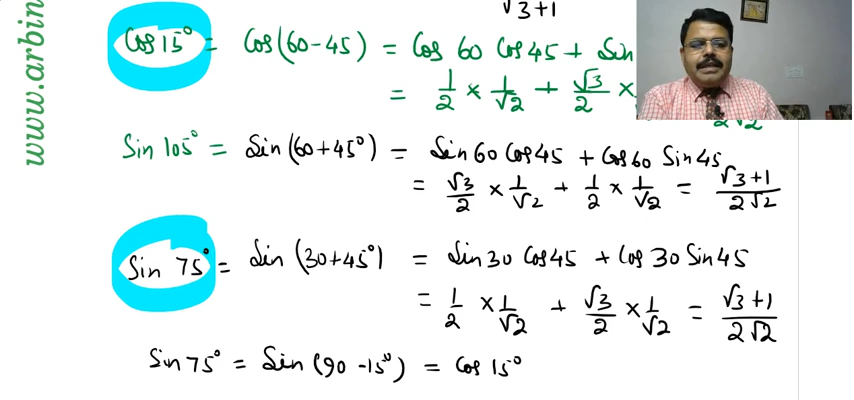 √3+1
www.arbin
Cos 15° = Cos(60-45) = Cos 60 Cos 45 + Sin
= 1/2 × 1/√2 + √3/2 ×
2√2
Sin 105° = Sin(60+45°) = Sin 60 Cos 45 + Cos 60 Sin 45
= √3/2 × 1/√2 + 1/2 × 1/√2 = √3+1/2√2
Sin 75° = Sin (30+45°) = Sin 30 Cos 45 + Cos 30 Sin 45
= 1/2 × 1/√2 + √3/2 × 1/√2 = √3+1/2√2
Sin 75° = Sin (90-15°) = Cos 15°